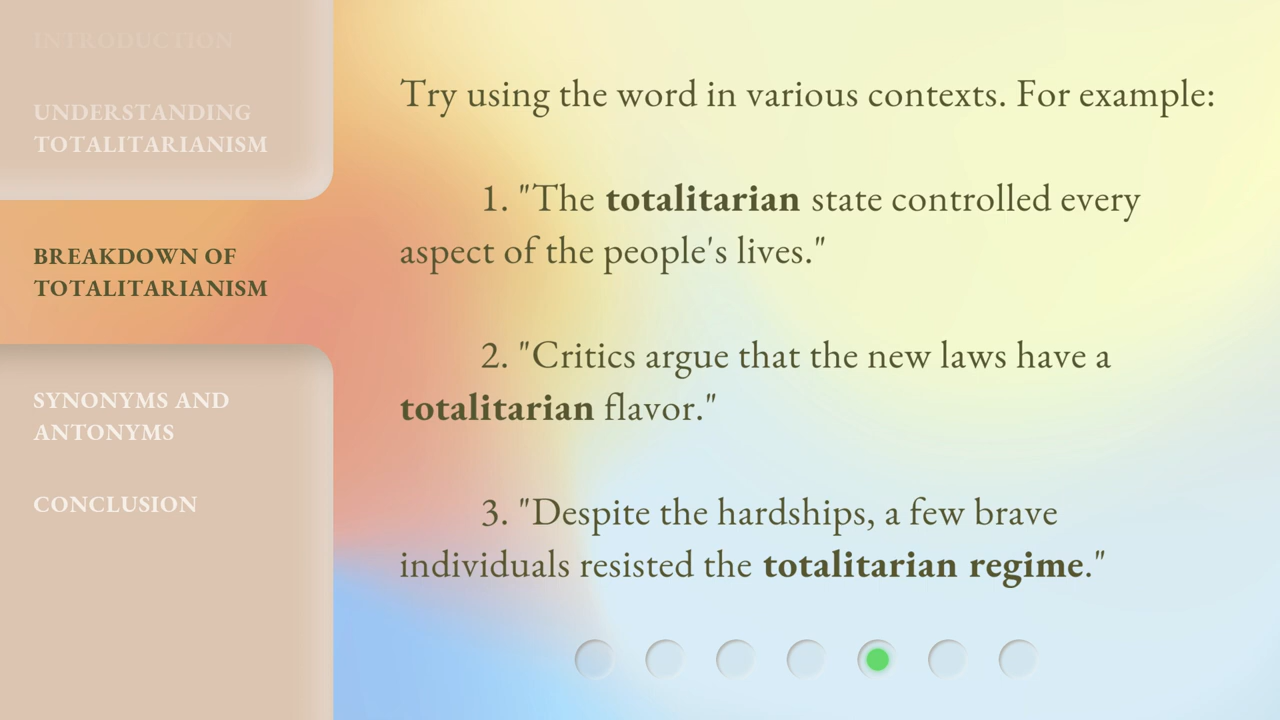 INTRODUCTION
UNDERSTANDING
TOTALITARIANISM
BREAKDOWN OF
TOTALITARIANISM
SYNONYMS AND
ANTONYMS
CONCLUSION
Try using the word in various contexts. For example:
1. "The totalitarian state controlled every
aspect of the people's lives."
2. "Critics argue that the new laws have a
totalitarian flavor."
3. "Despite the hardships, a few brave
individuals resisted the totalitarian regime."